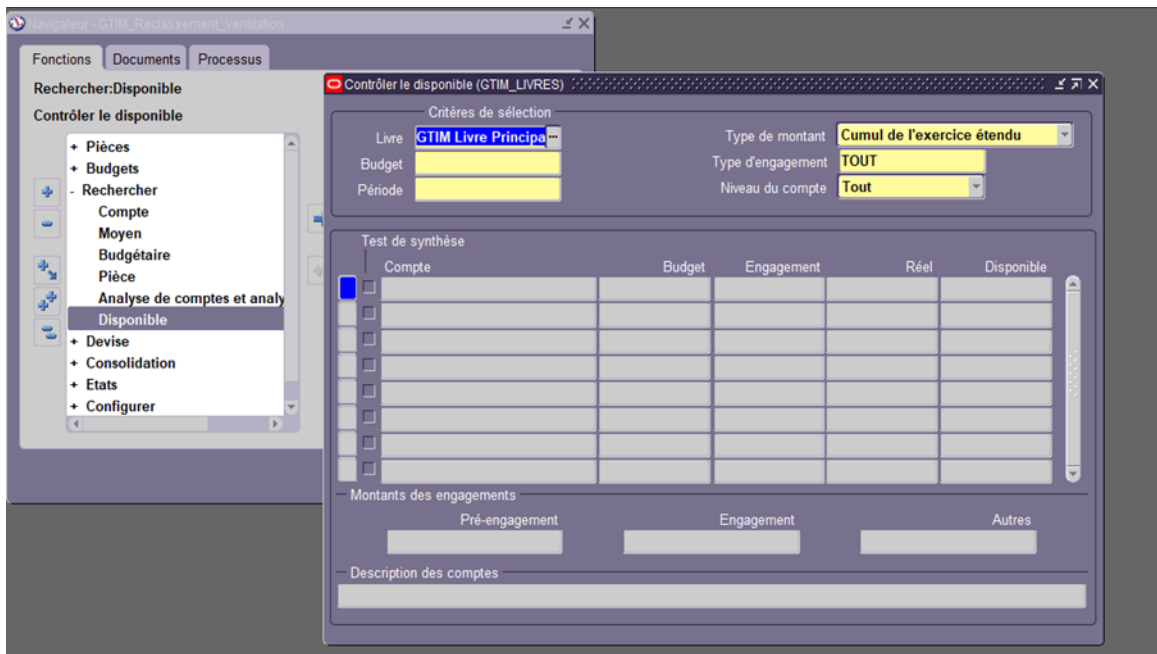 Navigateur - GTIM_Reclassement_Ventilation
Fonctions Documents Processus
Rechercher:Disponible
Contrôler le disponible
+ Pièces
+ Budgets
- Rechercher
Compte
Moyen
Budgétaire
Pièce
Analyse de comptes et analy
Disponible
+ Devise
+ Consolidation
+ Etats
+ Configurer
Contrôler le disponible (GTIM_LIVRES)
Critères de sélection
Livre GTIM Livre Principa ...
Type de montant Cumul de l'exercice étendu
Budget
Type d'engagement TOUT
Période
Niveau du compte Tout
Test de synthèse
Compte Budget Engagement Réel Disponible
Montants des engagements
Pré-engagement Engagement Autres
Description des comptes